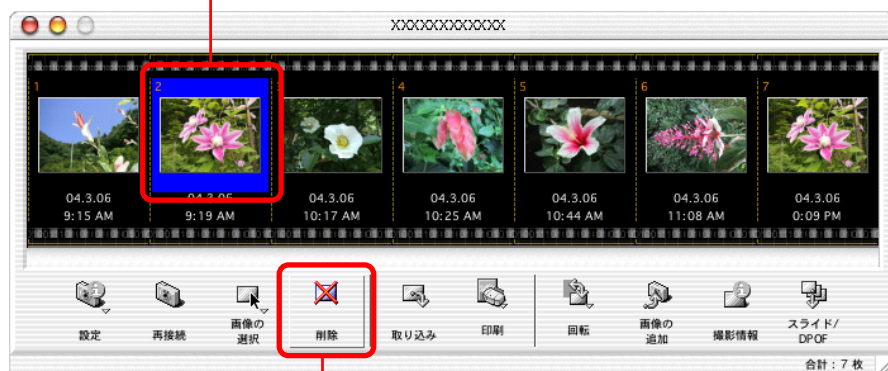 XXXXXXXXXXXXX
1
2
4
5
6
7
04.3.06
9:15 AM
04.3.06
9:19 AM
04.3.06
10:17 AM
04.3.06
10:25 AM
04.3.06
10:44 AM
04.3.06
11:08 AM
04.3.06
0:09 PM
設定
再接続
画像の
選択
削除
取り込み
印刷
回転
画像の
追加
撮影情報
スライド/
DPOF
合計：7 枚